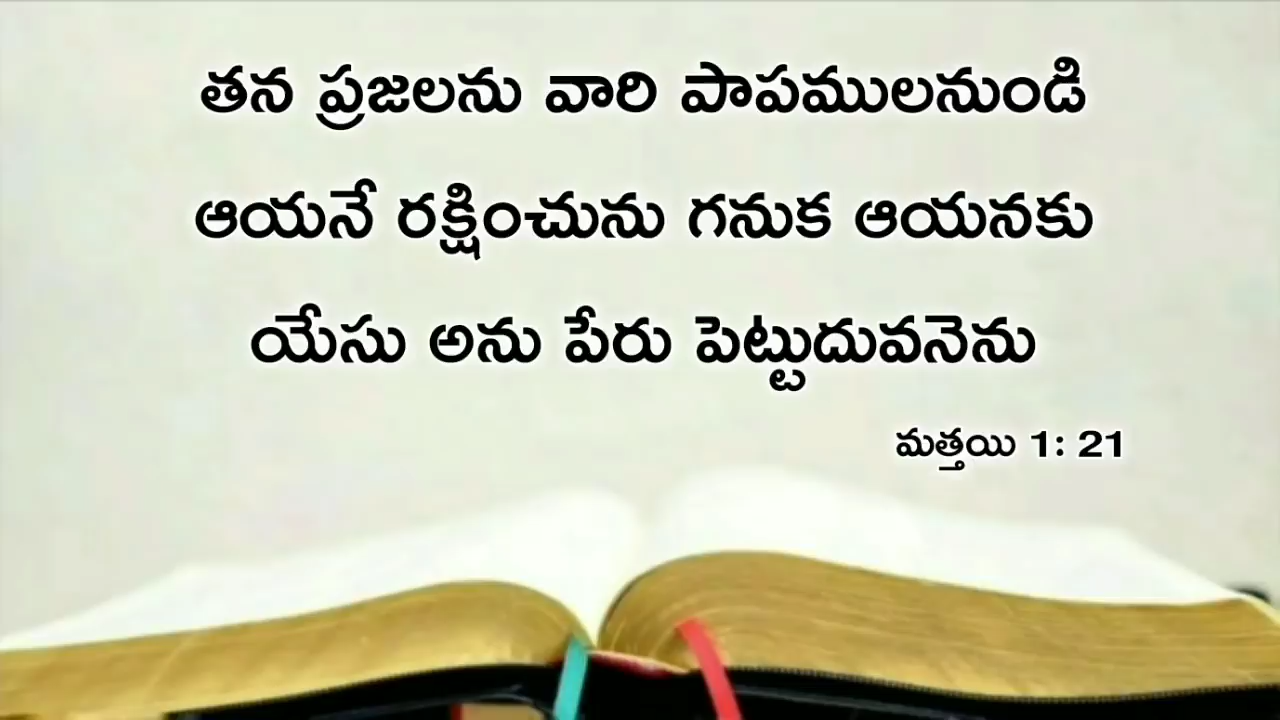 తన ప్రజలను వారి పాపములనుండి
ఆయనే రక్షించును గనుక ఆయనకు
యేసు అను పేరు పెట్టుదువనెను
మత్తయి 1: 21